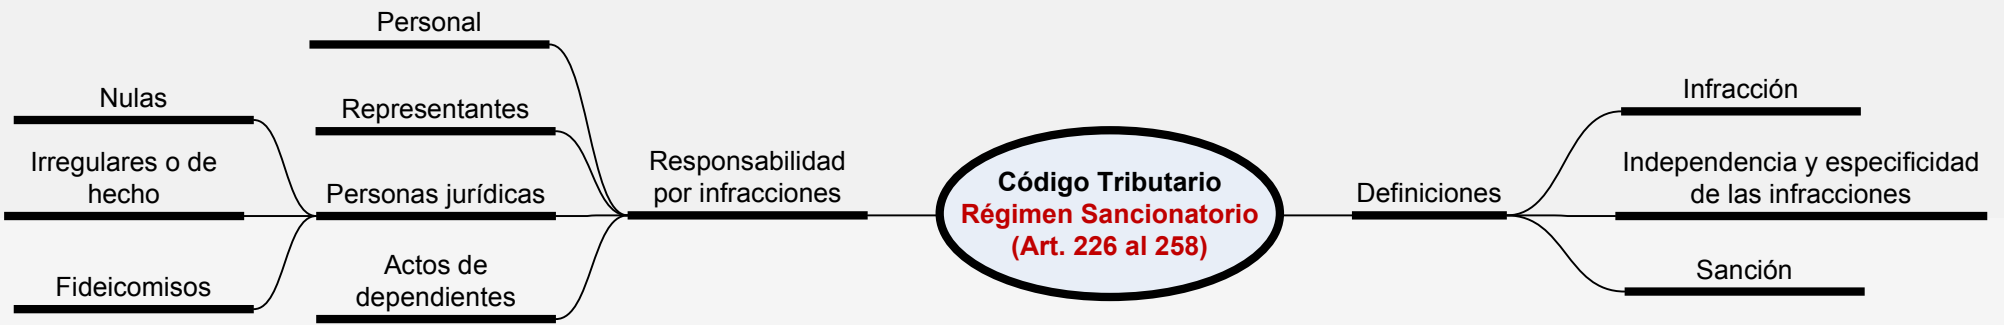 Personal
Nulas
Representantes
Infracción
Irregulares o de
hecho
Personas jurídicas
Responsabilidad
por infracciones
Código Tributario
Régimen Sancionatorio
(Art. 226 al 258)
Definiciones
Independencia y especificidad
de las infracciones
Fideicomisos
Actos de
dependientes
Sanción